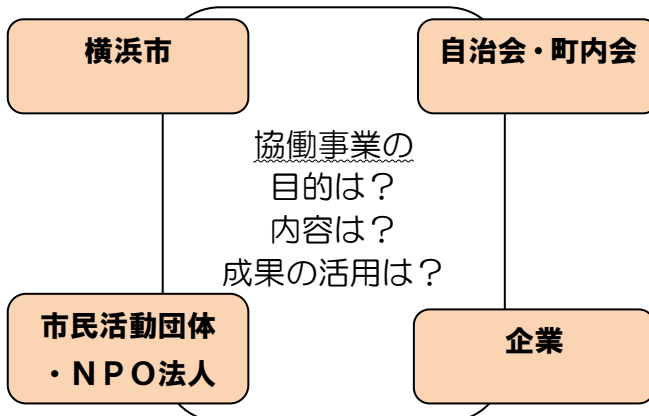 横浜市
自治会・町内会
協働事業の
目的は？
内容は？
成果の活用は？
市民活動団体
・ＮＰＯ法人
企業